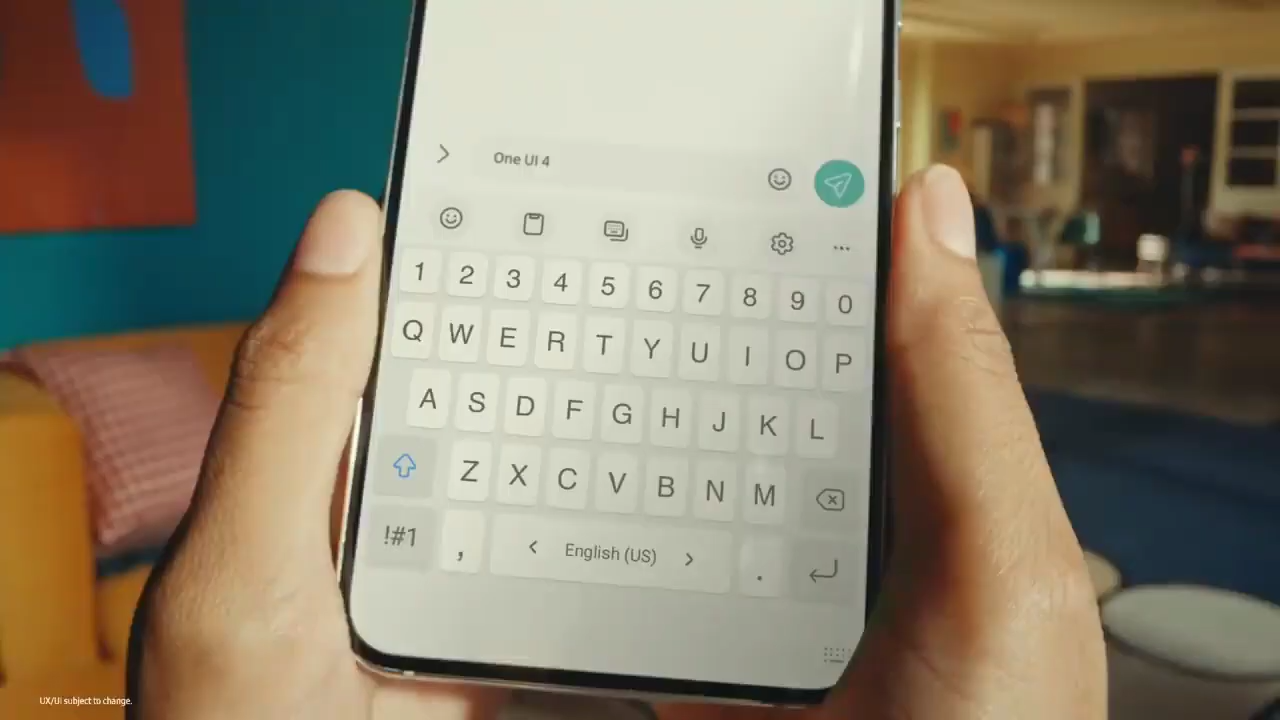 One UI 4
1 2 3 4 5 6 7 8 9 0
Q W E R T Y U I O P
A S D F G H J K L
Z X C V B N M
!#1 , < English (US) > .
UX/UI subject to change.